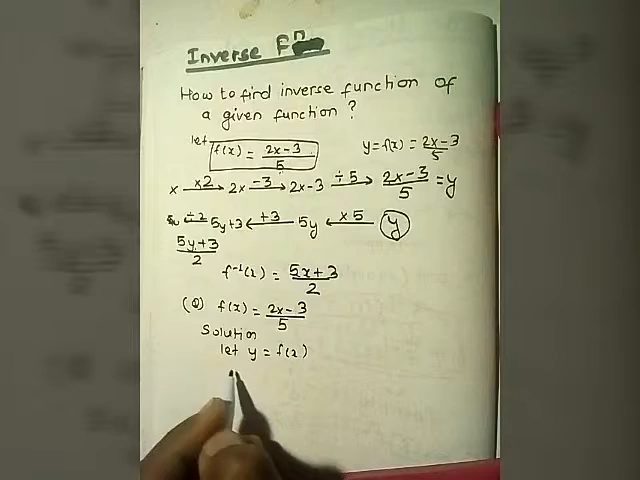 Inverse Fn
How to find inverse function of
a given function ?
let f(x) = 2x-3/5 y = f(x) = 2x-3/5
x ×2→ 2x -3→ 2x-3 ÷5→ 2x-3/5 = y
÷2← 5y+3 ←+3 5y ←×5 y
5y+3/2
f⁻¹(x) = 5x+3/2
(Q) f(x) = 2x-3/5
Solution
let y = f(x)